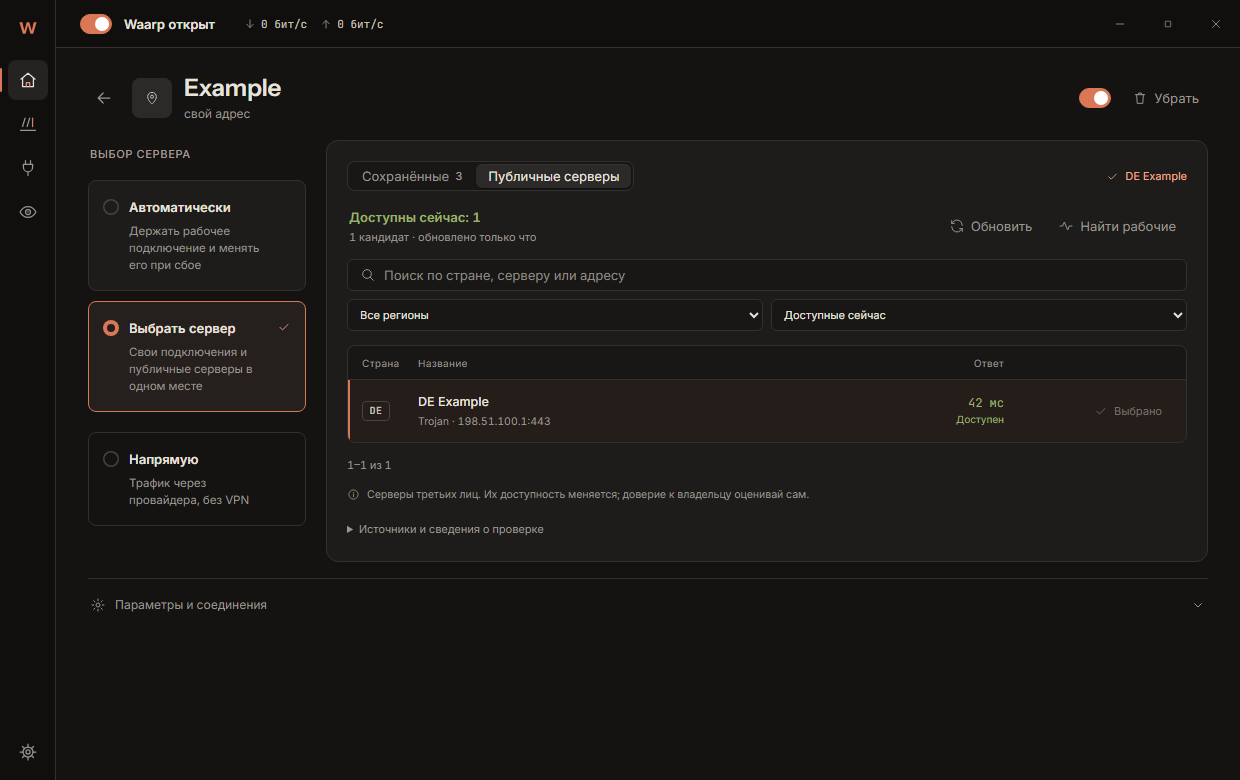 W
Waarp открыт
↓ 0 бит/с ↑ 0 бит/с
Example
свой адрес
Убрать
ВЫБОР СЕРВЕРА
Автоматически
Держать рабочее
подключение и менять
его при сбое
Выбрать сервер
Свои подключения и
публичные серверы в
одном месте
Напрямую
Трафик через
провайдера, без VPN
Сохранённые 3
Публичные серверы
DE Example
Доступны сейчас: 1
1 кандидат · обновлено только что
Обновить
Найти рабочие
Поиск по стране, серверу или адресу
Все регионы
Доступные сейчас
Страна Название Ответ
DE
DE Example
Trojan · 198.51.100.1:443
42 мс
Доступен
Выбрано
1–1 из 1
Серверы третьих лиц. Их доступность меняется; доверие к владельцу оценивай сам.
Источники и сведения о проверке
Параметры и соединения